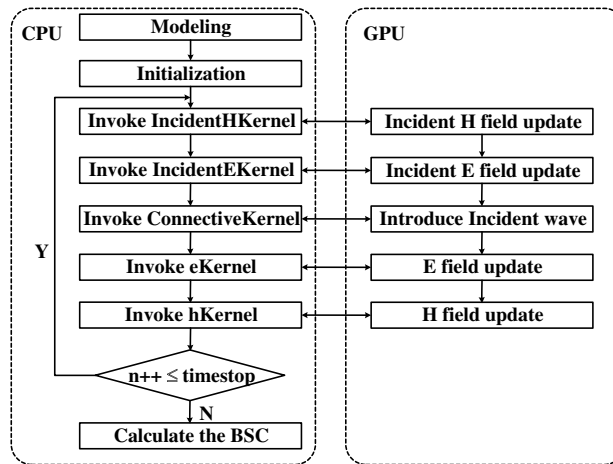 CPU
Modeling
Initialization
Invoke IncidentHKernel
Invoke IncidentEKernel
Invoke ConnectiveKernel
Invoke eKernel
Invoke hKernel
n++ ≤ timestop
Y
N
Calculate the BSC
GPU
Incident H field update
Incident E field update
Introduce Incident wave
E field update
H field update